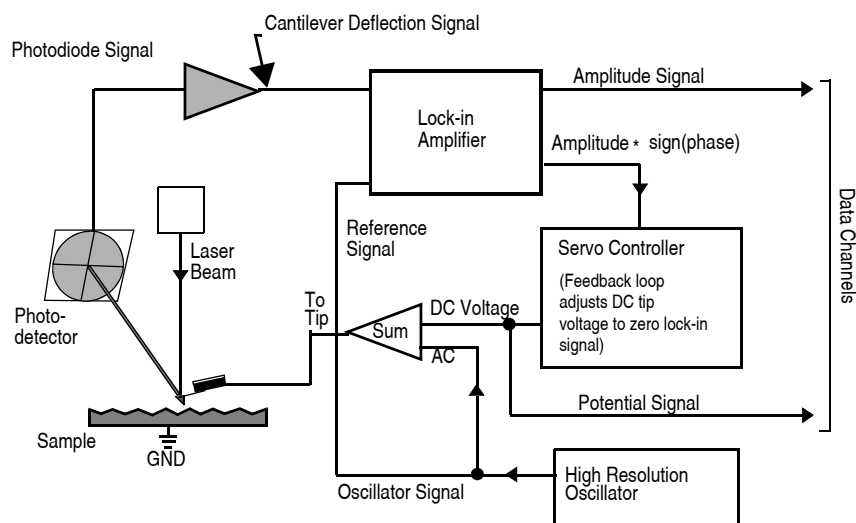 Cantilever Deflection Signal
Photodiode Signal
Amplitude Signal
Lock-in
Amplifier
Amplitude * sign(phase)
Data Channels
Reference
Signal
Servo Controller
(Feedback loop
adjusts DC tip
voltage to zero lock-in
signal)
Laser
Beam
To
Tip
DC Voltage
Sum
AC
Photo-
detector
Potential Signal
Sample
GND
High Resolution
Oscillator
Oscillator Signal